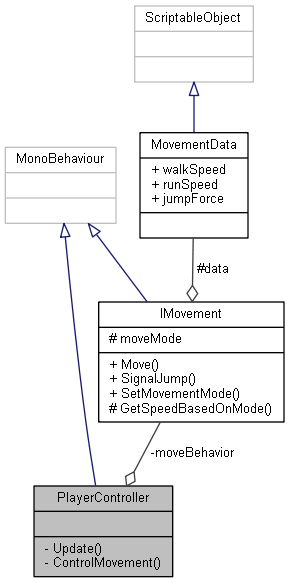 ScriptableObject
MonoBehaviour
MovementData
+ walkSpeed
+ runSpeed
+ jumpForce
#data
IMovement
# moveMode
+ Move()
+ SignalJump()
+ SetMovementMode()
# GetSpeedBasedOnMode()
-moveBehavior
PlayerController
- Update()
- ControlMovement()